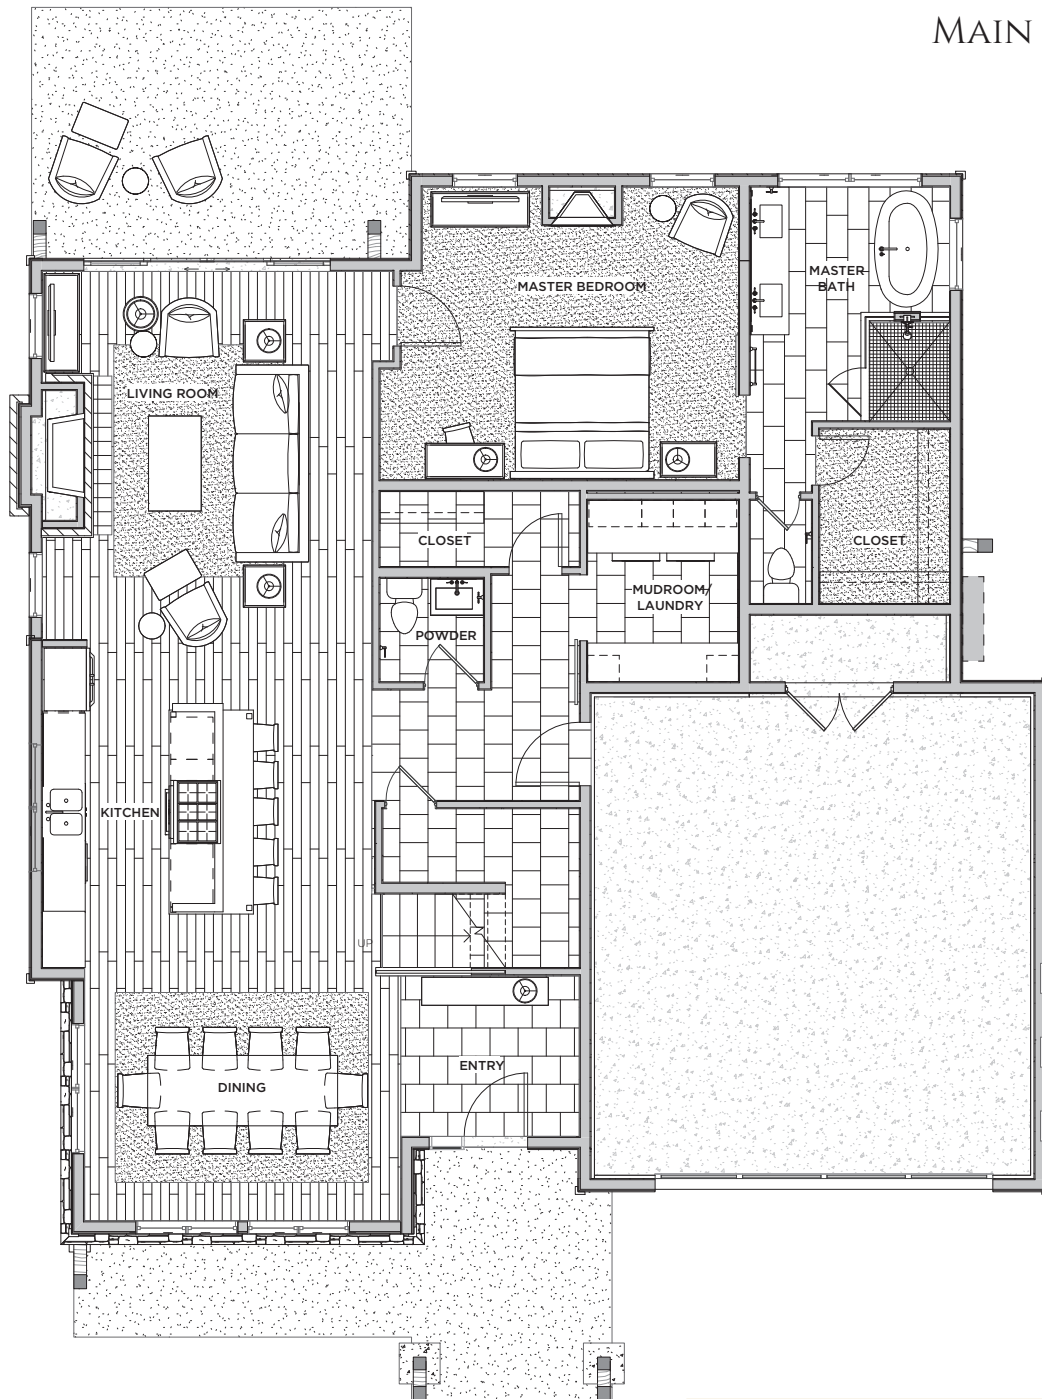 MAIN
MASTER BEDROOM
MASTER
BATH
LIVING ROOM
CLOSET
CLOSET
MUDROOM/
LAUNDRY
POWDER
KITCHEN
UP
ENTRY
DINING